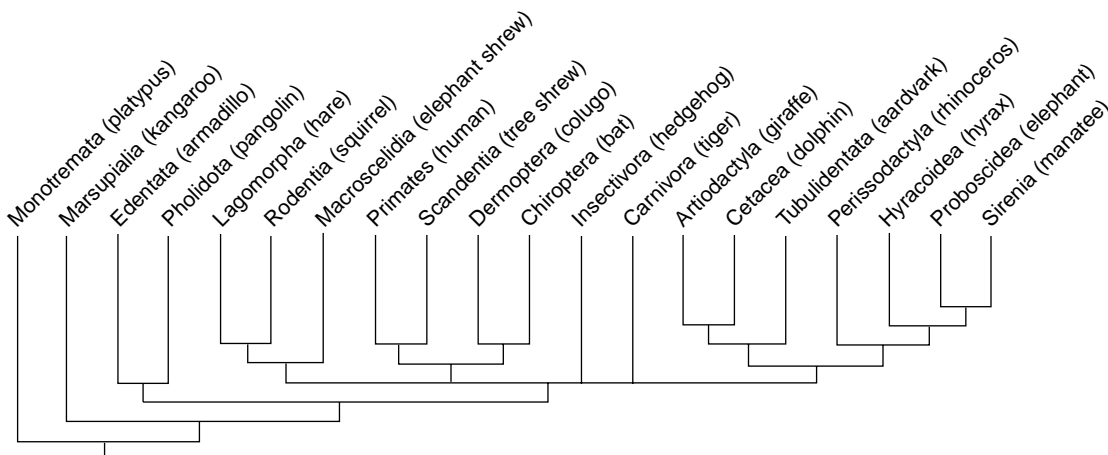 Monotremata (platypus)
Marsupialia (kangaroo)
Edentata (armadillo)
Pholidota (pangolin)
Lagomorpha (hare)
Rodentia (squirrel)
Macroscelidia (elephant shrew)
Primates (human)
Scandentia (tree shrew)
Dermoptera (colugo)
Chiroptera (bat)
Insectivora (hedgehog)
Carnivora (tiger)
Artiodactyla (giraffe)
Cetacea (dolphin)
Tubulidentata (aardvark)
Perissodactyla (rhinoceros)
Hyracoidea (hyrax)
Proboscidea (elephant)
Sirenia (manatee)